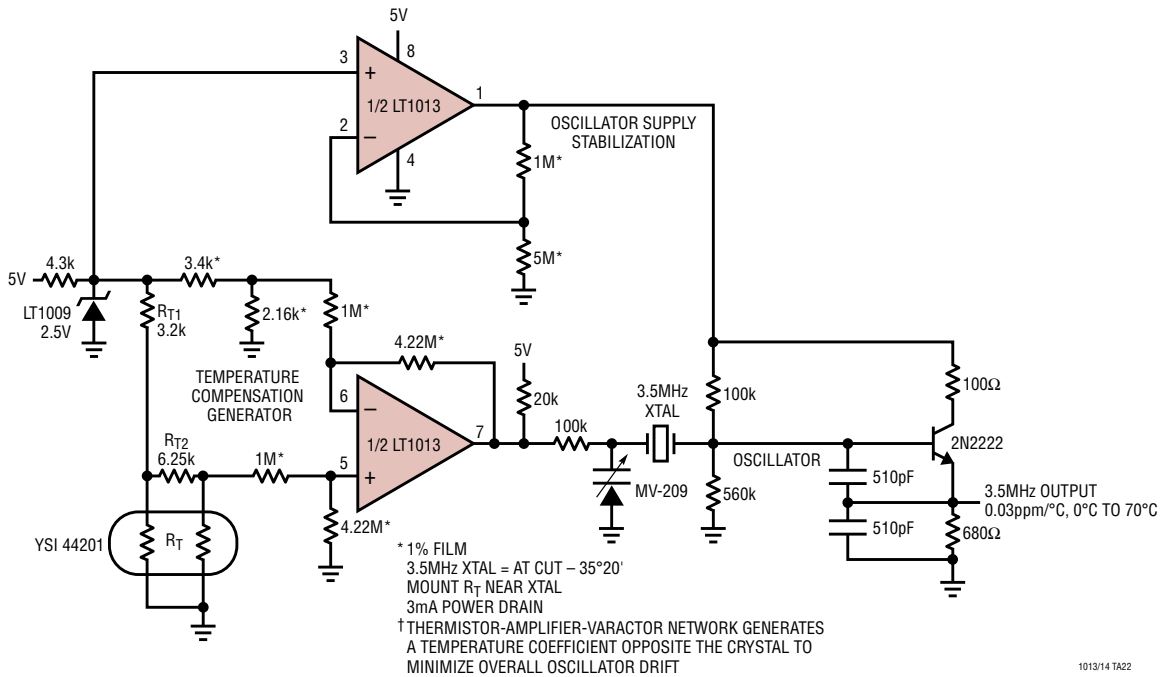 5V
8
3
+
1/2 LT1013
1
2
–
4
OSCILLATOR SUPPLY
STABILIZATION
1M*
5M*
5V
4.3k
3.4k*
LT1009
2.5V
RT1
3.2k
2.16k*
1M*
4.22M*
TEMPERATURE
COMPENSATION
GENERATOR
6
–
1/2 LT1013
7
5
+
5V
20k
100k
3.5MHz
XTAL
100k
100Ω
2N2222
OSCILLATOR
MV-209
560k
510pF
510pF
3.5MHz OUTPUT
0.03ppm/°C, 0°C TO 70°C
680Ω
RT2
6.25k
1M*
4.22M*
YSI 44201
RT
* 1% FILM
3.5MHz XTAL = AT CUT – 35°20'
MOUNT RT NEAR XTAL
3mA POWER DRAIN
† THERMISTOR-AMPLIFIER-VARACTOR NETWORK GENERATES
A TEMPERATURE COEFFICIENT OPPOSITE THE CRYSTAL TO
MINIMIZE OVERALL OSCILLATOR DRIFT
1013/14 TA22